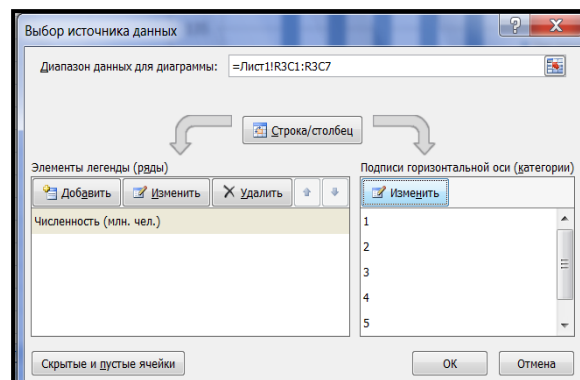 Выбор источника данных
Диапазон данных для диаграммы: =Лист1!R3C1:R3C7
Строка/столбец
Элементы легенды (ряды)
Добавить Изменить Удалить
Численность (млн. чел.)
Подписи горизонтальной оси (категории)
Изменить
1
2
3
4
5
Скрытые и пустые ячейки
ОК Отмена